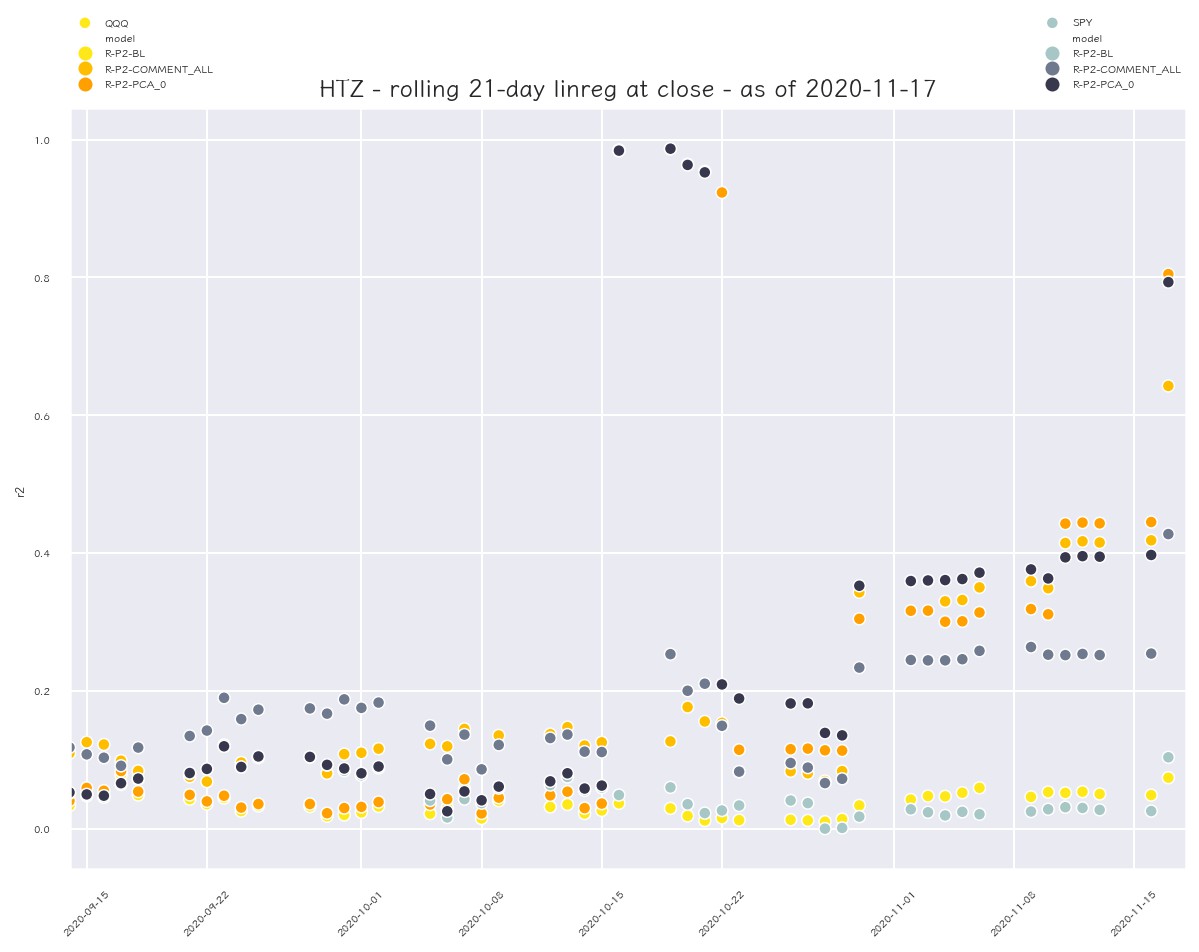 QQQ
model
R-P2-BL
R-P2-COMMENT_ALL
R-P2-PCA_0
SPY
model
R-P2-BL
R-P2-COMMENT_ALL
R-P2-PCA_0
HTZ - rolling 21-day linreg at close - as of 2020-11-17
1.0
0.8
0.6
0.4
0.2
0.0
r2
2020-09-15
2020-09-22
2020-10-01
2020-10-08
2020-10-15
2020-10-22
2020-11-01
2020-11-08
2020-11-15